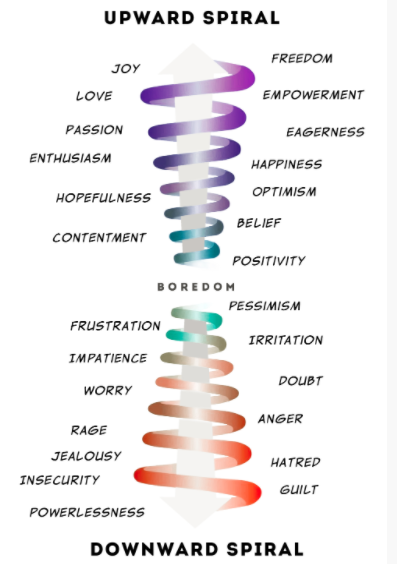 UPWARD SPIRAL
FREEDOM
JOY
LOVE
EMPOWERMENT
PASSION
EAGERNESS
ENTHUSIASM
HAPPINESS
OPTIMISM
HOPEFULNESS
BELIEF
CONTENTMENT
POSITIVITY
BOREDOM
PESSIMISM
FRUSTRATION
IRRITATION
IMPATIENCE
DOUBT
WORRY
ANGER
RAGE
JEALOUSY
HATRED
INSECURITY
GUILT
POWERLESSNESS
DOWNWARD SPIRAL